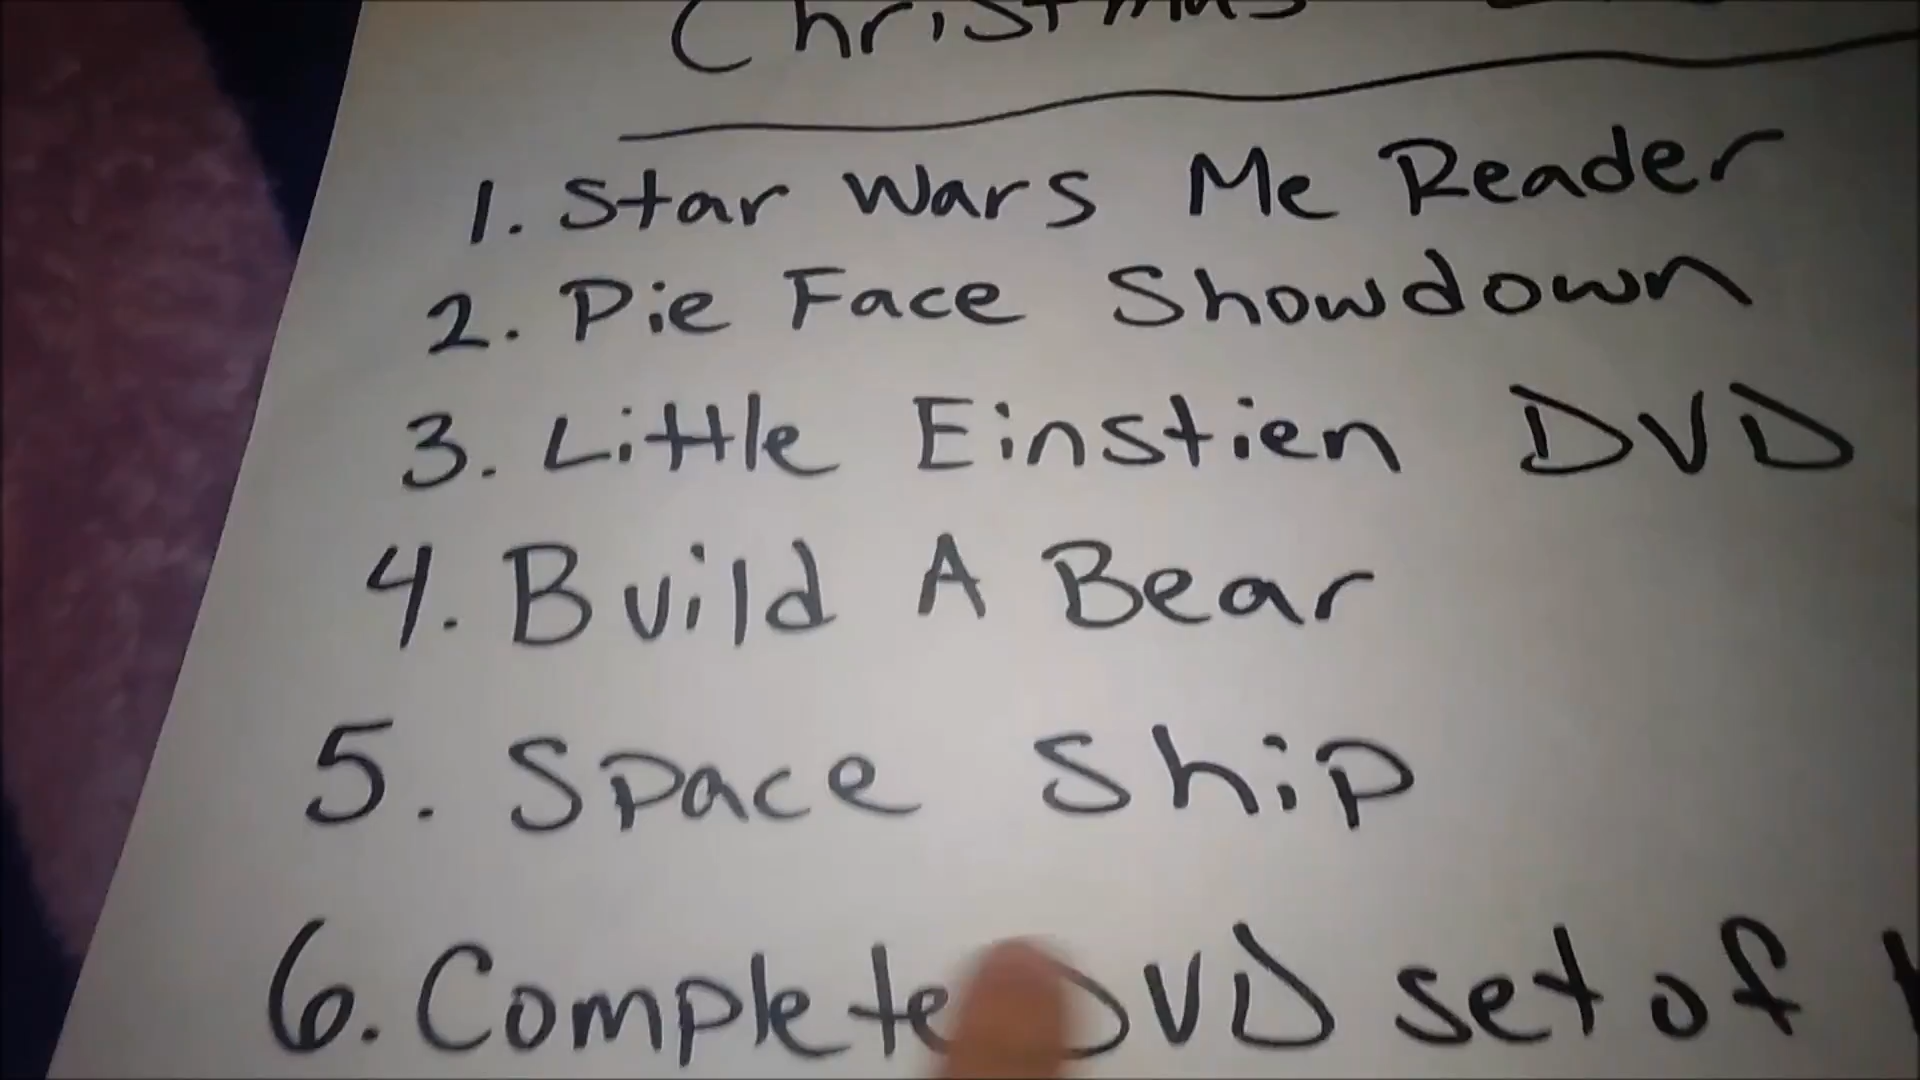 Christmas
1. Star Wars Me Reader
2. Pie Face Showdown
3. Little Einstien DVD
4. Build A Bear
5. Space Ship
6. Complete DVD set of